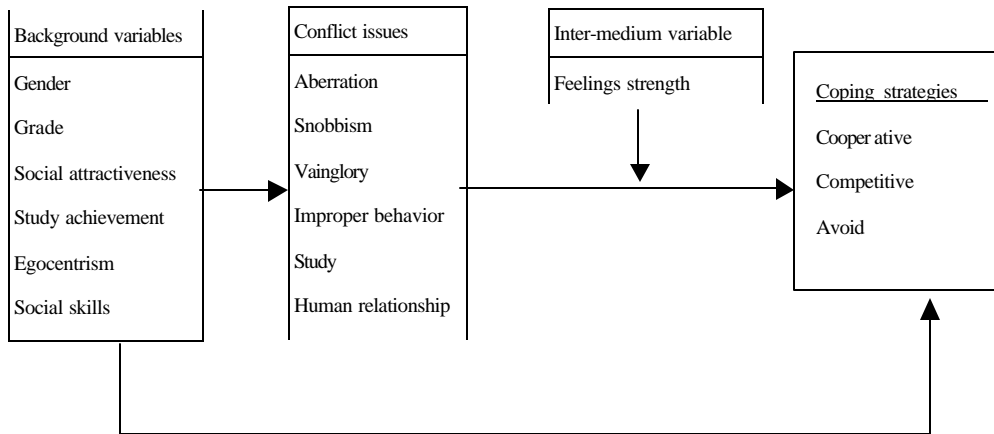 Background variables
Gender
Grade
Social attractiveness
Study achievement
Egocentrism
Social skills
Conflict issues
Aberration
Snobbism
Vainglory
Improper behavior
Study
Human relationship
Inter-medium variable
Feelings strength
Coping strategies
Cooper ative
Competitive
Avoid